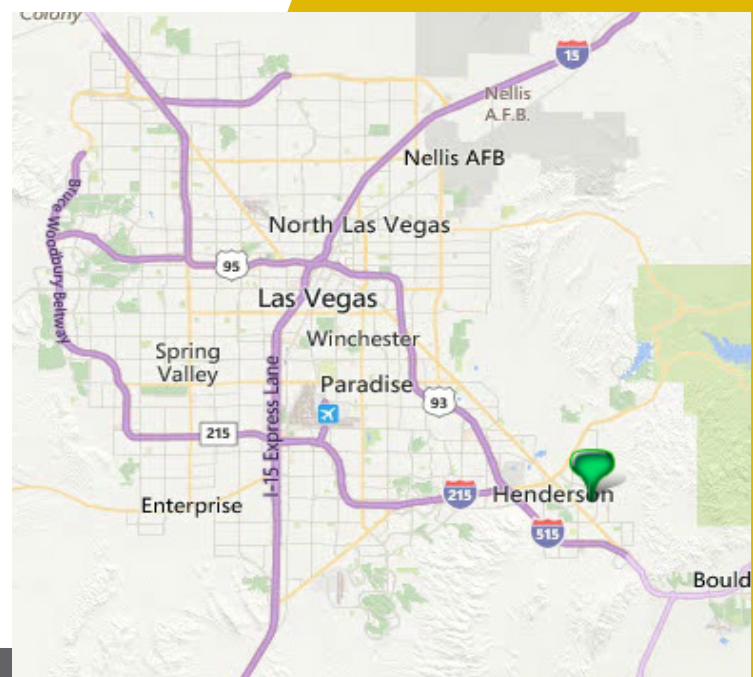 Colony
15
Nellis
A.F.B.
Nellis AFB
Bruce Woodbury Beltway
North Las Vegas
95
Las Vegas
Winchester
Spring
Valley
Paradise
93
215
I-15 Express Lane
215
Henderson
Enterprise
515
Bould